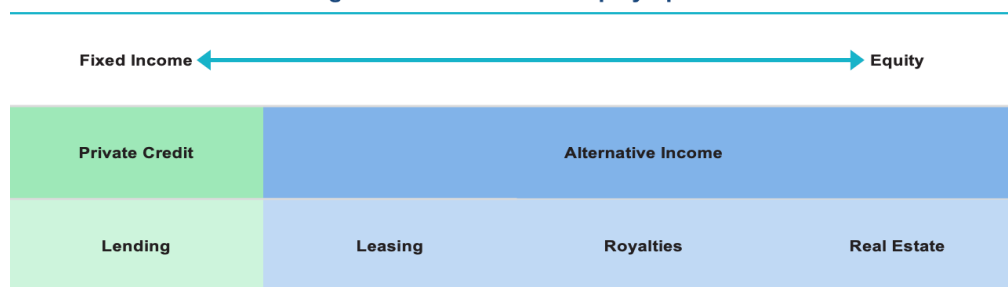 Fixed Income Equity
Private Credit Alternative Income
Lending Leasing Royalties Real Estate